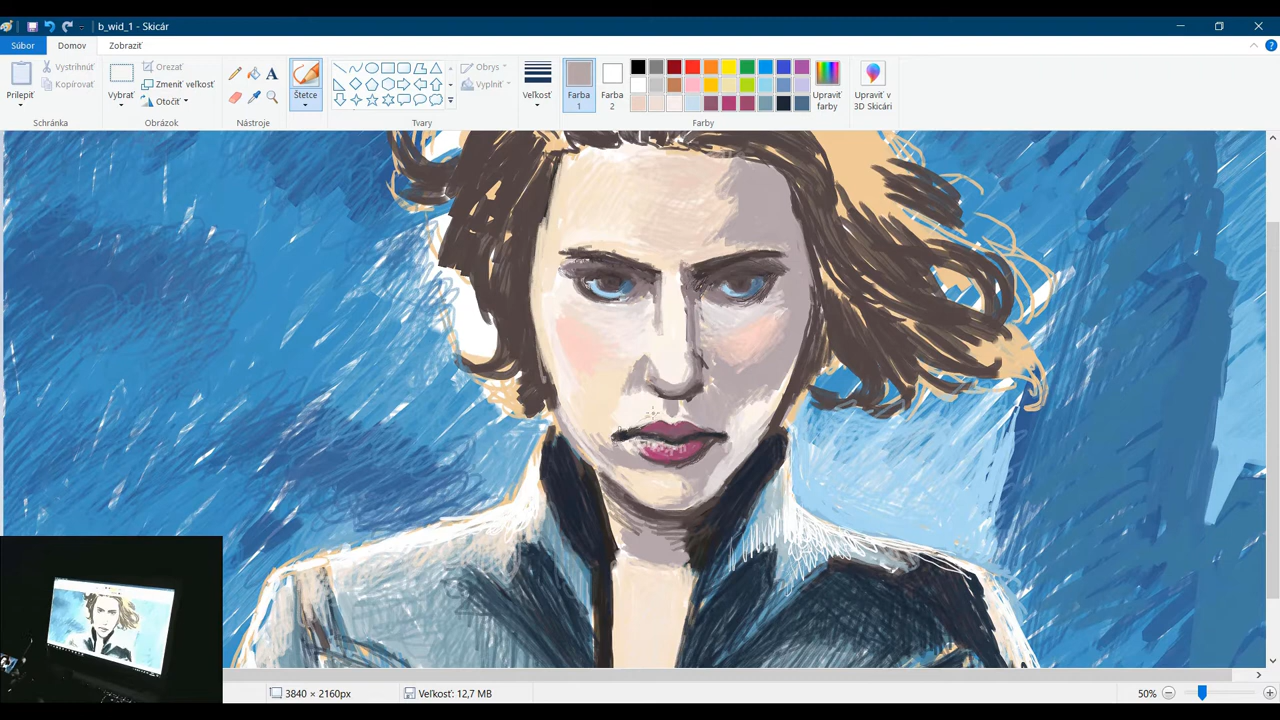 b_wid_1 - Skicár
Súbor Domov Zobraziť
Prilepiť
Vystrihnúť
Kopírovať
Schránka
Vybrať
Orezať
Zmeniť veľkosť
Otočiť
Obrázok
A
Nástroje
Štetce
Obrys
Vyplniť
Tvary
Veľkosť
Farba
1
Farba
2
Upraviť
farby
Farby
Upraviť v
3D Skicári
3840 × 2160px
Veľkosť: 12,7 MB
50%